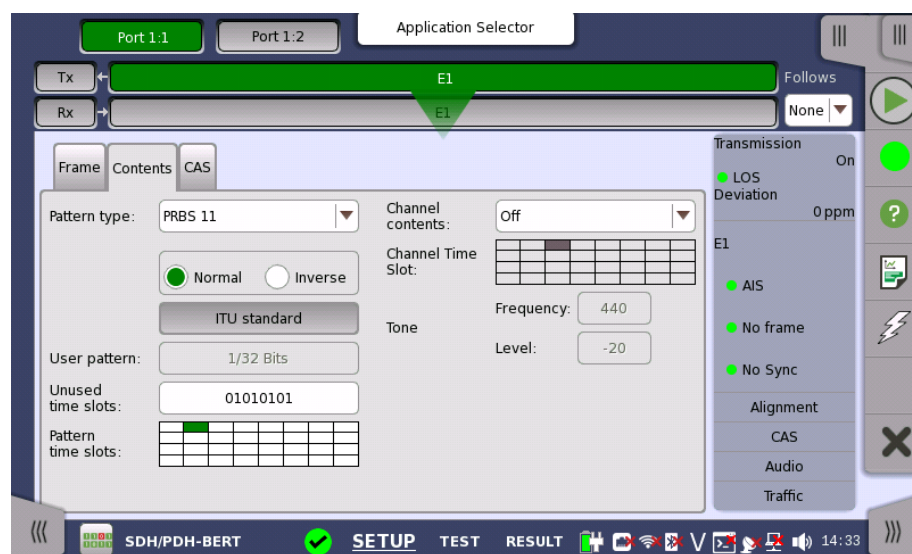 Port 1:1
Port 1:2
Application Selector
Tx
E1
Follows
Rx
E1
None
Frame
Contents
CAS
Pattern type:
PRBS 11
Normal
Inverse
ITU standard
User pattern:
1/32 Bits
Unused
time slots:
01010101
Pattern
time slots:
Channel
contents:
Off
Channel Time
Slot:
Tone
Frequency:
440
Level:
-20
Transmission
On
LOS
Deviation
0 ppm
E1
AIS
No frame
No Sync
Alignment
CAS
Audio
Traffic
SDH/PDH-BERT
SETUP
TEST
RESULT
V
14:33